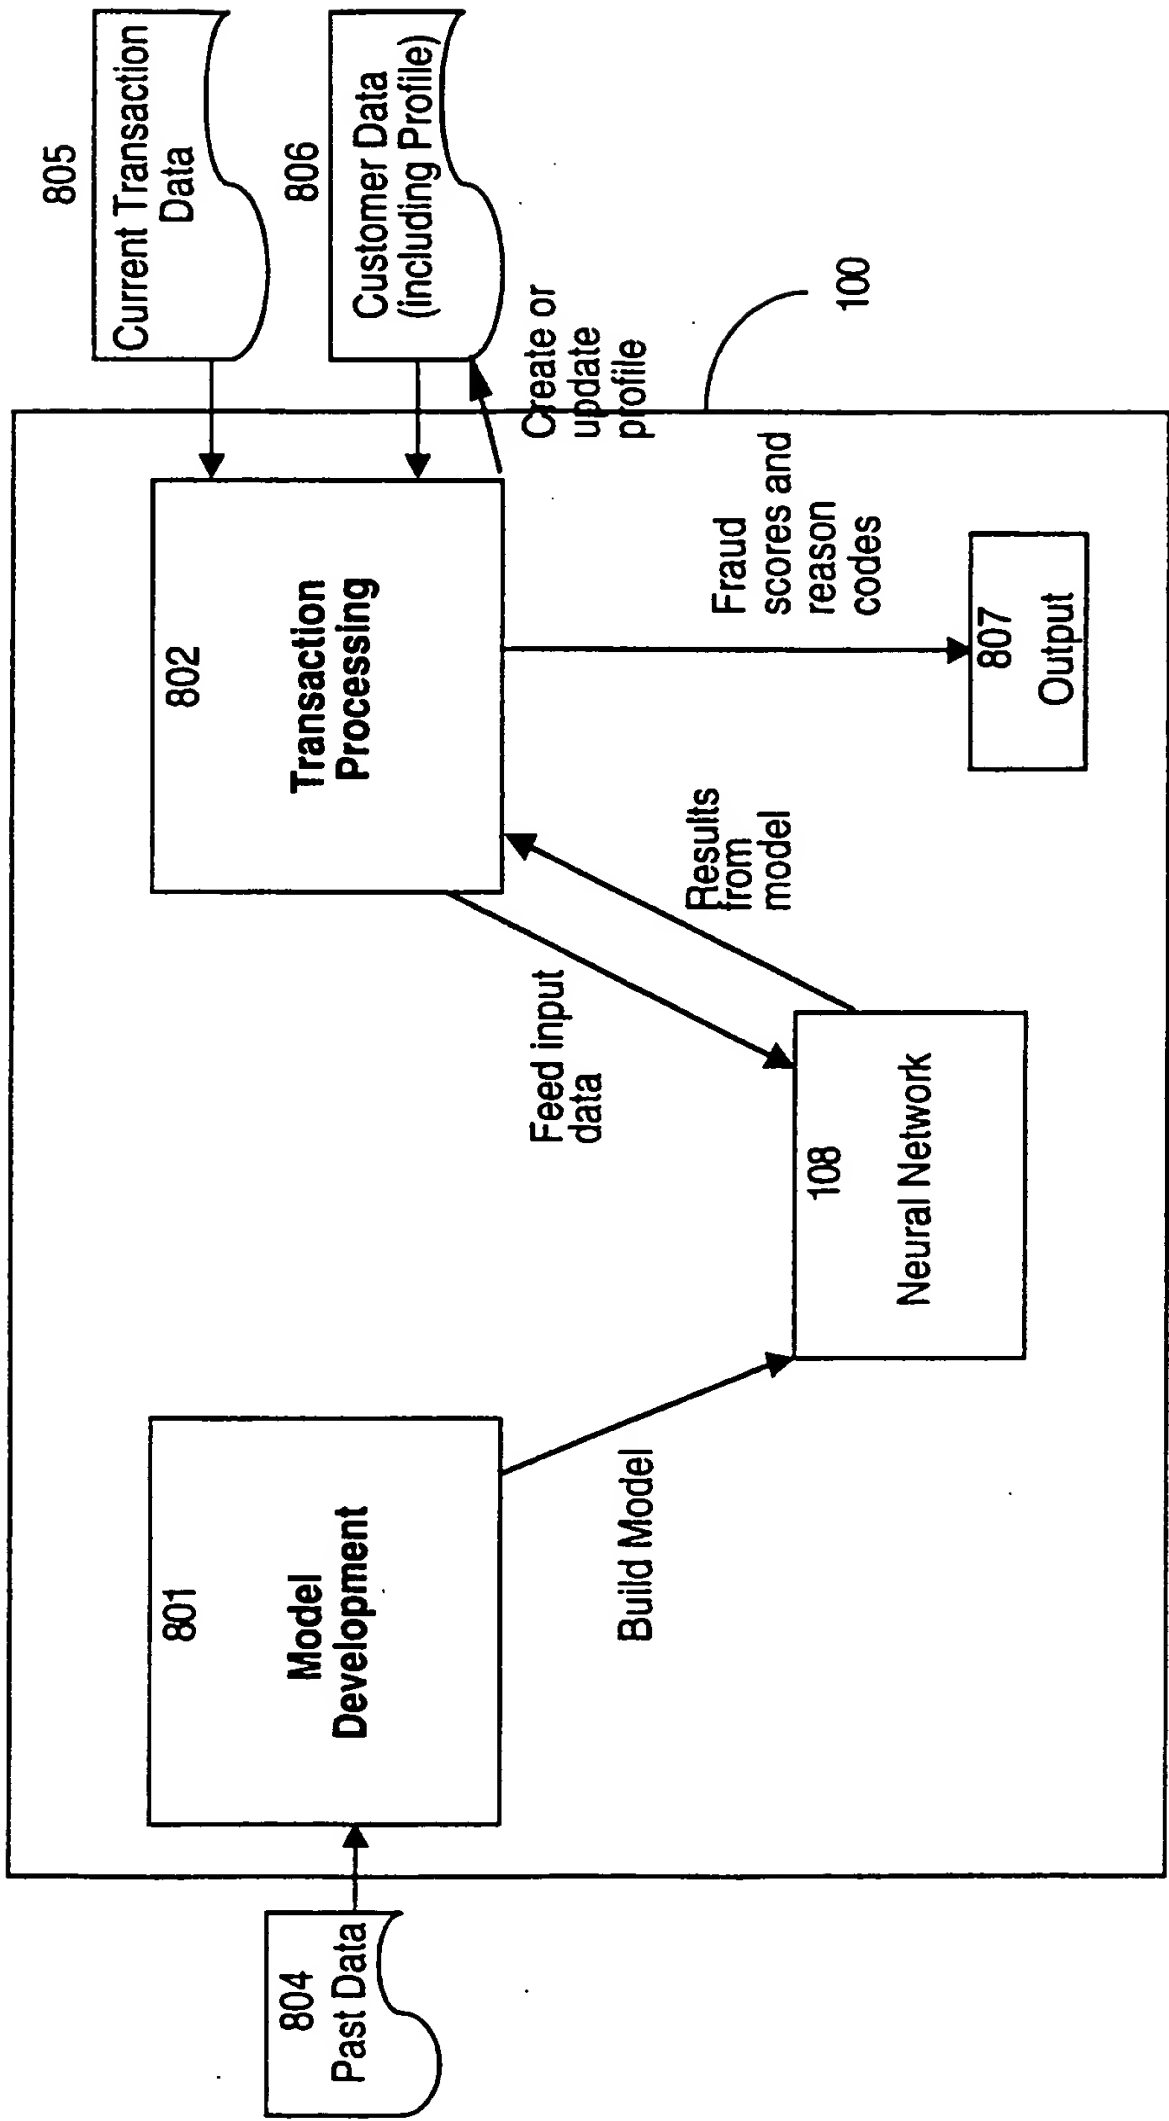 804
Past Data
801
Model
Development
Build Model
108
Neural Network
Feed input
data
Results
from
model
802
Transaction
Processing
Fraud
scores and
reason
codes
807
Output
805
Current Transaction
Data
806
Customer Data
(including Profile)
Create or
update
profile
100